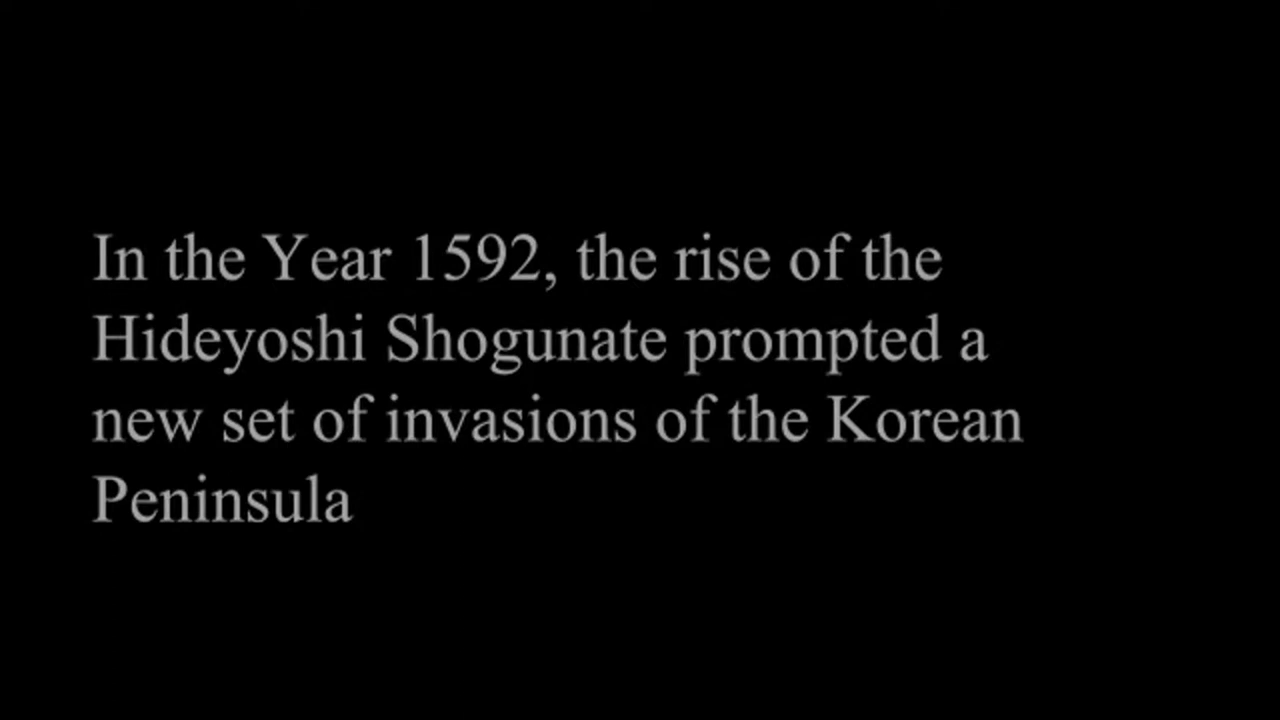 In the Year 1592, the rise of the
Hideyoshi Shogunate prompted a
new set of invasions of the Korean
Peninsula